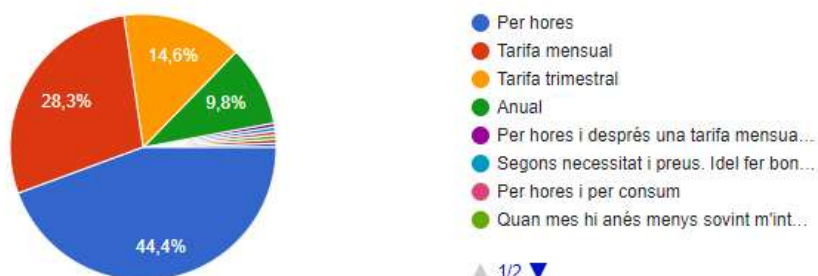 14,6%
28,3%
9,8%
44,4%
Per hores
Tarifa mensual
Tarifa trimestral
Anual
Per hores i després una tarifa mensua...
Segons necessitat i preus. Idel fer bon...
Per hores i per consum
Quan mes hi anés menys sovint m'int...
1/2